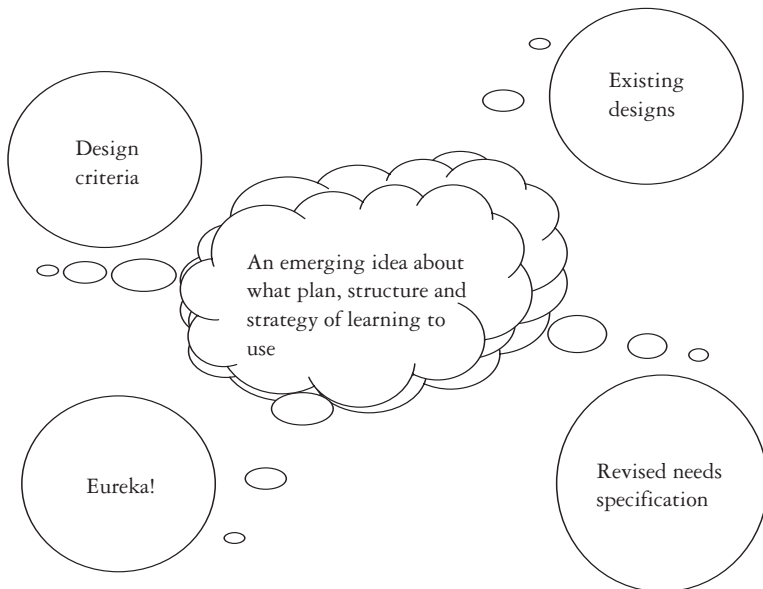 Existing
designs
Design
criteria
An emerging idea about
what plan, structure and
strategy of learning to
use
Eureka!
Revised needs
specification